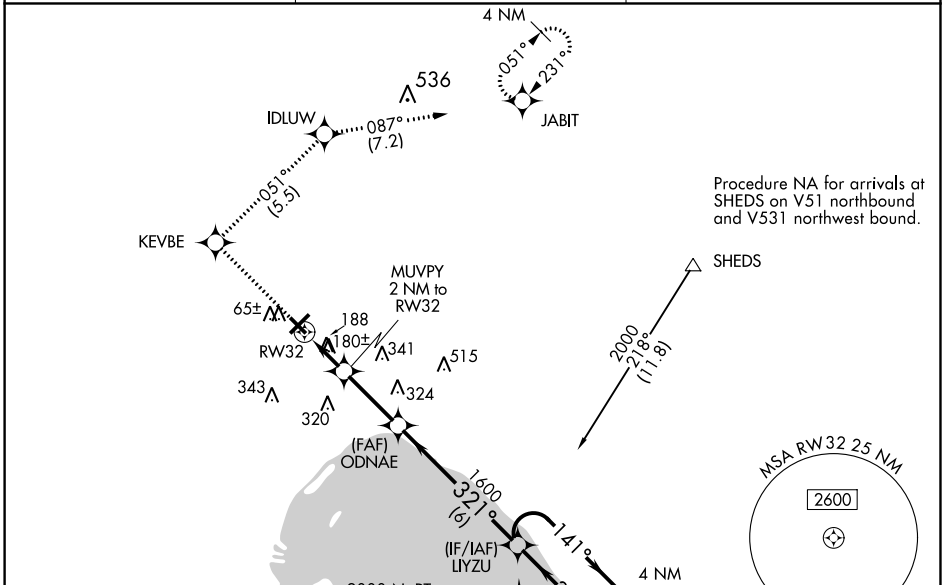 4 NM
051°
231°
536
IDLUW
087°
(7.2)
JABIT
051°
(5.5)
Procedure NA for arrivals at
SHEDS on V51 northbound
and V531 northwest bound.
KEVBE
SHEDS
MUVPY
2 NM to
RW32
65±
188
RW32
180±
341
515
2000
218°
(11.8)
343
324
320
(FAF)
ODNAE
MSA RW32 25 NM
1600
321°
(6)
2600
141°
(IF/IAF)
LIYZU
4 NM